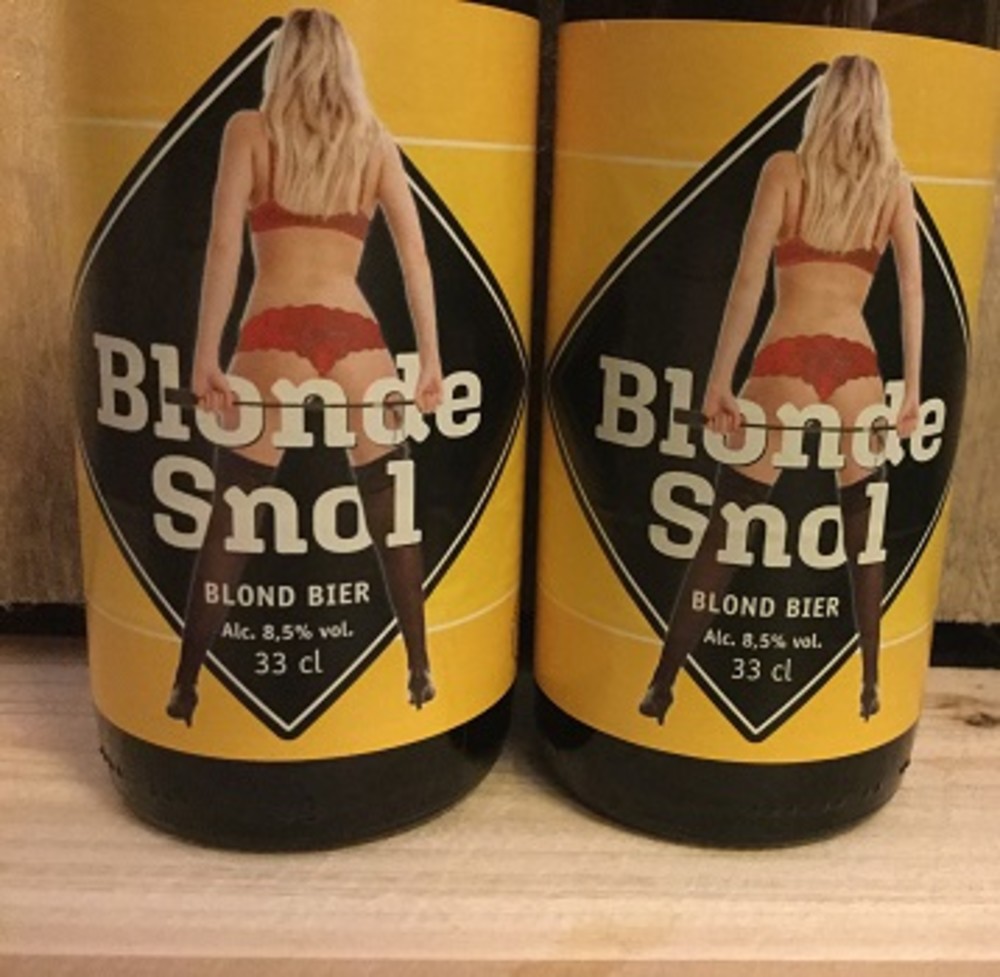 Blonde
Snol
BLOND BIER
Alc. 8,5% vol.
33 cl
Blonde
Snol
BLOND BIER
Alc. 8,5% vol.
33 cl